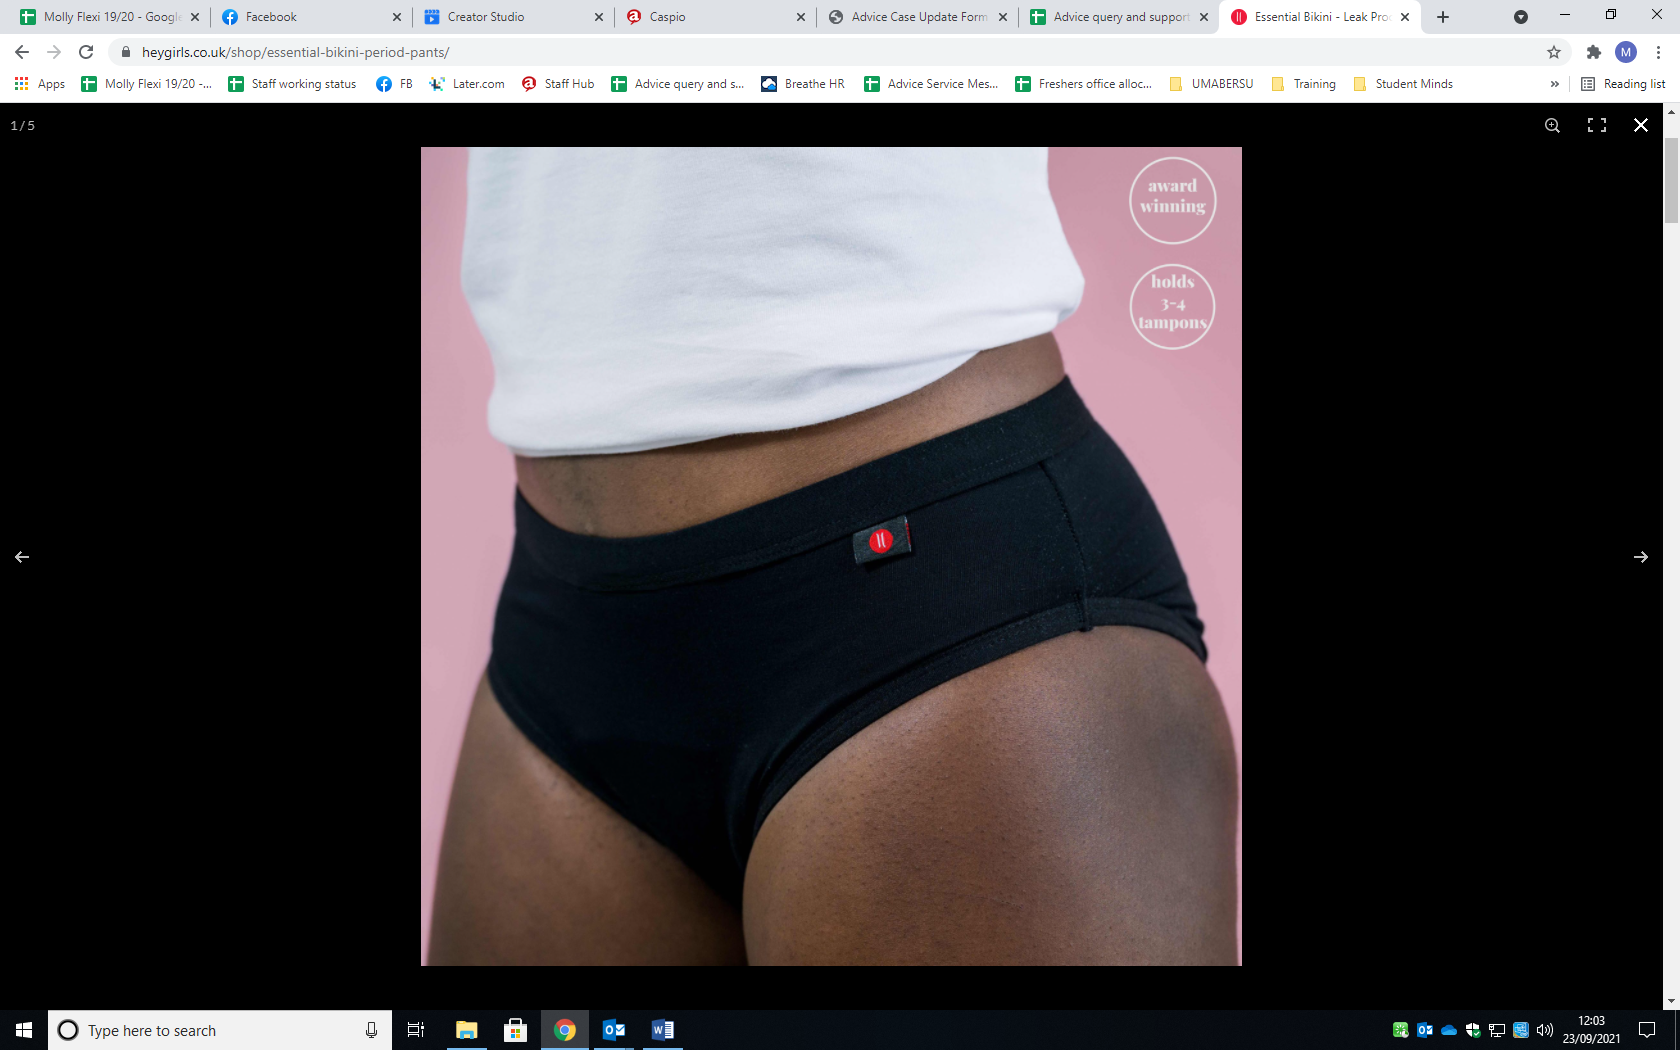 Molly Flexi 19/20 - Google
Facebook
Creator Studio
Caspio
Advice Case Update Form
Advice query and support
Essential Bikini - Leak Proo
heygirls.co.uk/shop/essential-bikini-period-pants/
M
Apps
Molly Flexi 19/20 -...
Staff working status
FB
Later.com
Staff Hub
Advice query and s...
Breathe HR
Advice Service Mes...
Freshers office alloc...
UMABERSU
Training
Student Minds
»
Reading list
1 / 5
award
winning
holds
3-4
tampons
Type here to search
12:03
23/09/2021